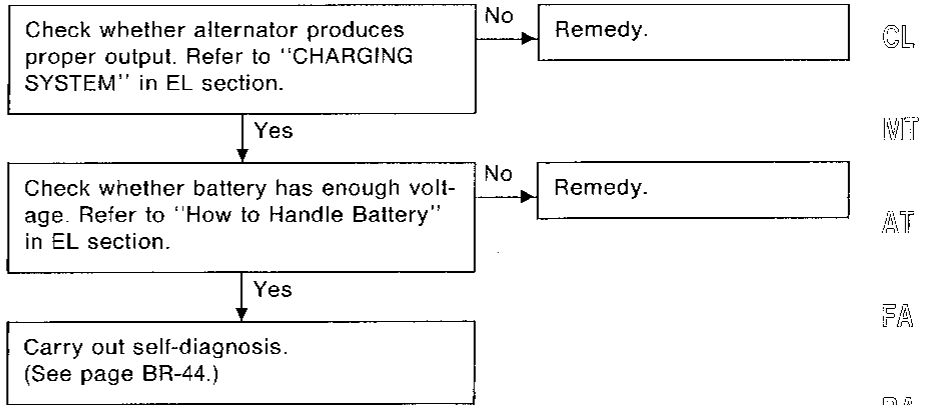 Check whether alternator produces
proper output. Refer to "CHARGING
SYSTEM" in EL section.
No
Remedy.
CL
Yes
MT
Check whether battery has enough volt-
age. Refer to "How to Handle Battery"
in EL section.
No
Remedy.
AT
Yes
FA
Carry out self-diagnosis.
(See page BR-44.)